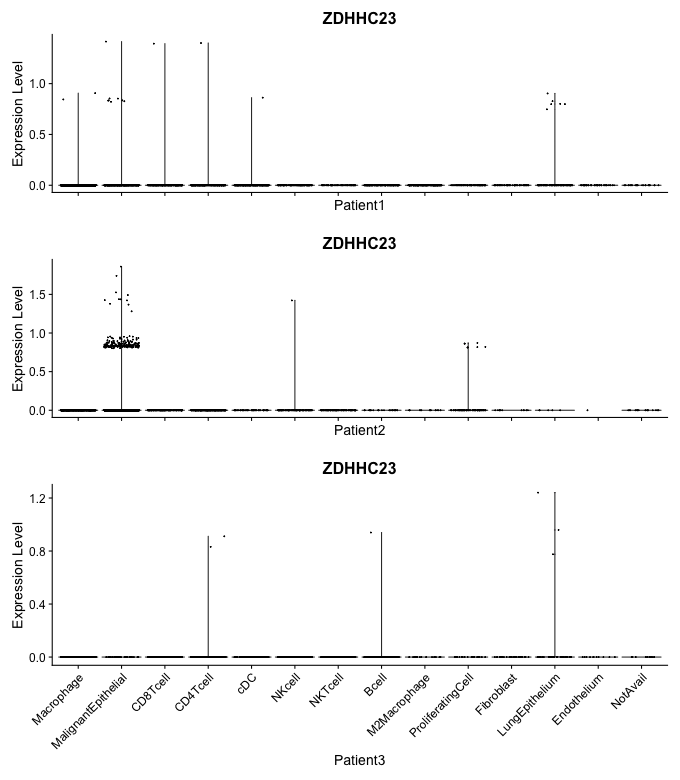 ZDHHC23
Expression Level
1.0
0.5
0.0
Patient1
ZDHHC23
Expression Level
1.5
1.0
0.5
0.0
Patient2
ZDHHC23
Expression Level
1.2
0.8
0.4
0.0
Macrophage
MalignantEpithelial
CD8Tcell
CD4Tcell
cDC
NKcell
NKTcell
Bcell
M2Macrophage
ProliferatingCell
Fibroblast
LungEpithelium
Endothelium
NotAvail
Patient3